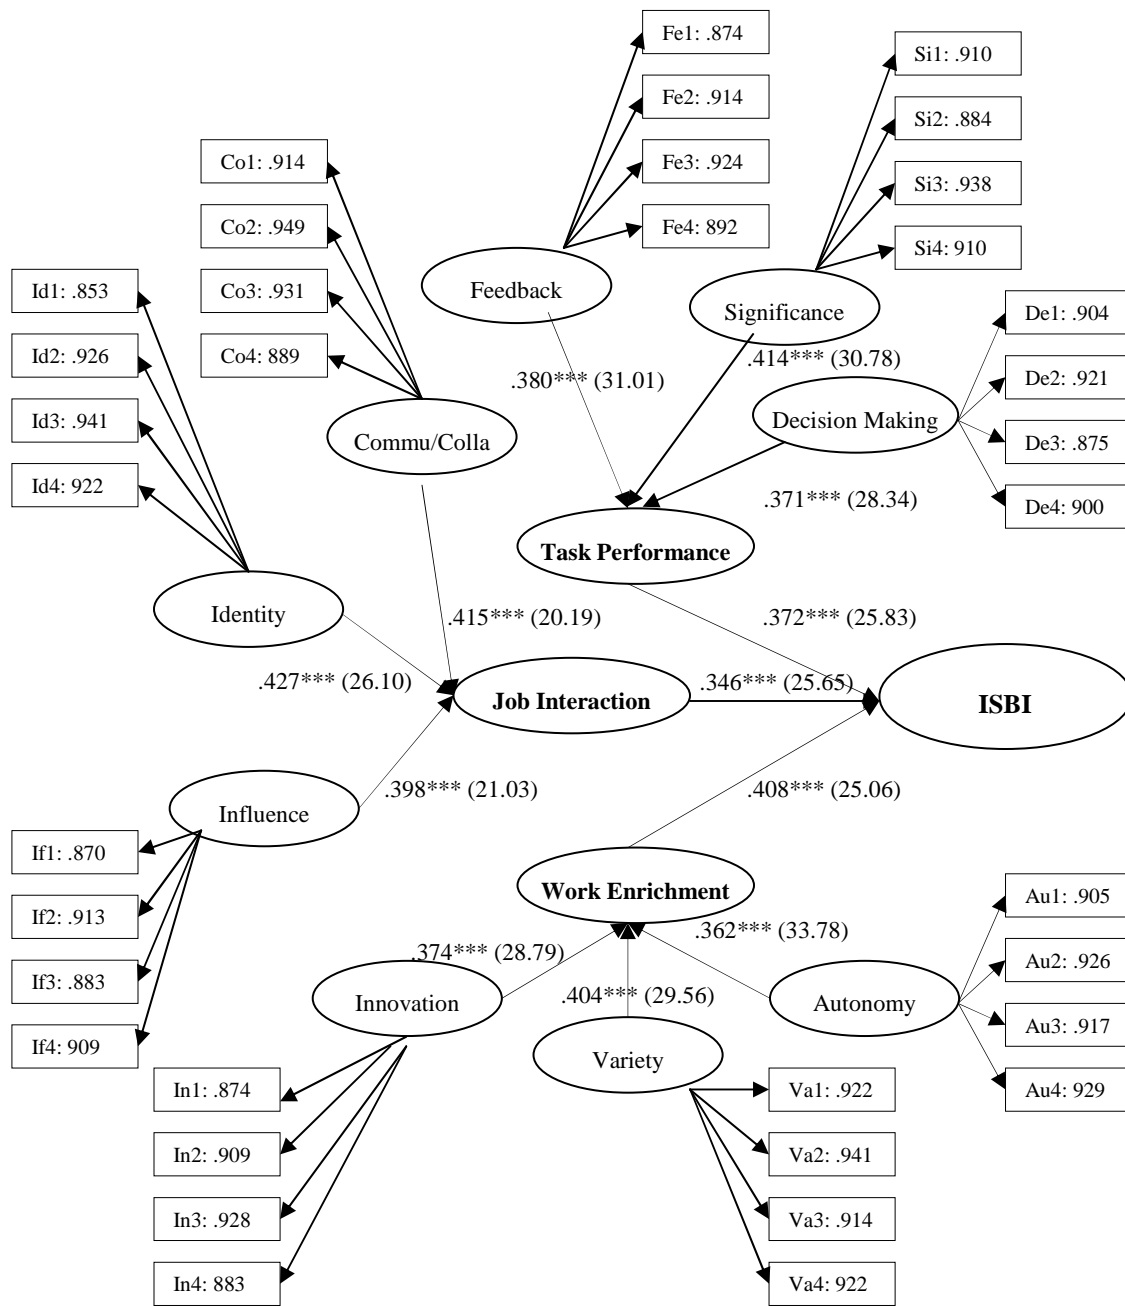 Fe1: .874
Fe2: .914
Fe3: .924
Fe4: 892
Si1: .910
Si2: .884
Si3: .938
Si4: 910
Co1: .914
Co2: .949
Co3: .931
Co4: 889
Id1: .853
Id2: .926
Id3: .941
Id4: 922
Feedback
Significance
De1: .904
De2: .921
De3: .875
De4: 900
.380*** (31.01)
.414*** (30.78)
Commu/Colla
Decision Making
.371*** (28.34)
Task Performance
Identity
.415*** (20.19)
.372*** (25.83)
.427*** (26.10)
Job Interaction
.346*** (25.65)
ISBI
.398*** (21.03)
.408*** (25.06)
Influence
If1: .870
If2: .913
If3: .883
If4: 909
Work Enrichment
.374*** (28.79)
.362*** (33.78)
.404*** (29.56)
Innovation
Variety
Autonomy
Au1: .905
Au2: .926
Au3: .917
Au4: 929
In1: .874
In2: .909
In3: .928
In4: 883
Va1: .922
Va2: .941
Va3: .914
Va4: 922